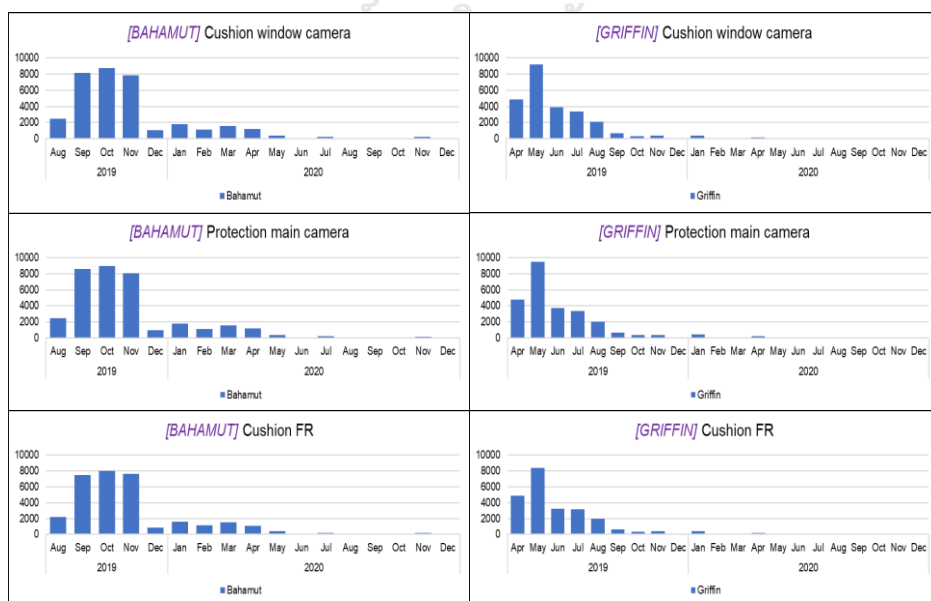 [BAHAMUT] Cushion window camera
10000
8000
6000
4000
2000
0
Aug Sep Oct Nov Dec Jan Feb Mar Apr May Jun Jul Aug Sep Oct Nov Dec
2019 2020
Bahamut
[GRIFFIN] Cushion window camera
10000
8000
6000
4000
2000
0
Apr May Jun Jul Aug Sep Oct Nov Dec Jan Feb Mar Apr May Jun Jul Aug Sep Oct Nov Dec
2019 2020
Griffin
[BAHAMUT] Protection main camera
10000
8000
6000
4000
2000
0
Aug Sep Oct Nov Dec Jan Feb Mar Apr May Jun Jul Aug Sep Oct Nov Dec
2019 2020
Bahamut
[GRIFFIN] Protection main camera
10000
8000
6000
4000
2000
0
Apr May Jun Jul Aug Sep Oct Nov Dec Jan Feb Mar Apr May Jun Jul Aug Sep Oct Nov Dec
2019 2020
Griffin
[BAHAMUT] Cushion FR
10000
8000
6000
4000
2000
0
Aug Sep Oct Nov Dec Jan Feb Mar Apr May Jun Jul Aug Sep Oct Nov Dec
2019 2020
Bahamut
[GRIFFIN] Cushion FR
10000
8000
6000
4000
2000
0
Apr May Jun Jul Aug Sep Oct Nov Dec Jan Feb Mar Apr May Jun Jul Aug Sep Oct Nov Dec
2019 2020
Griffin